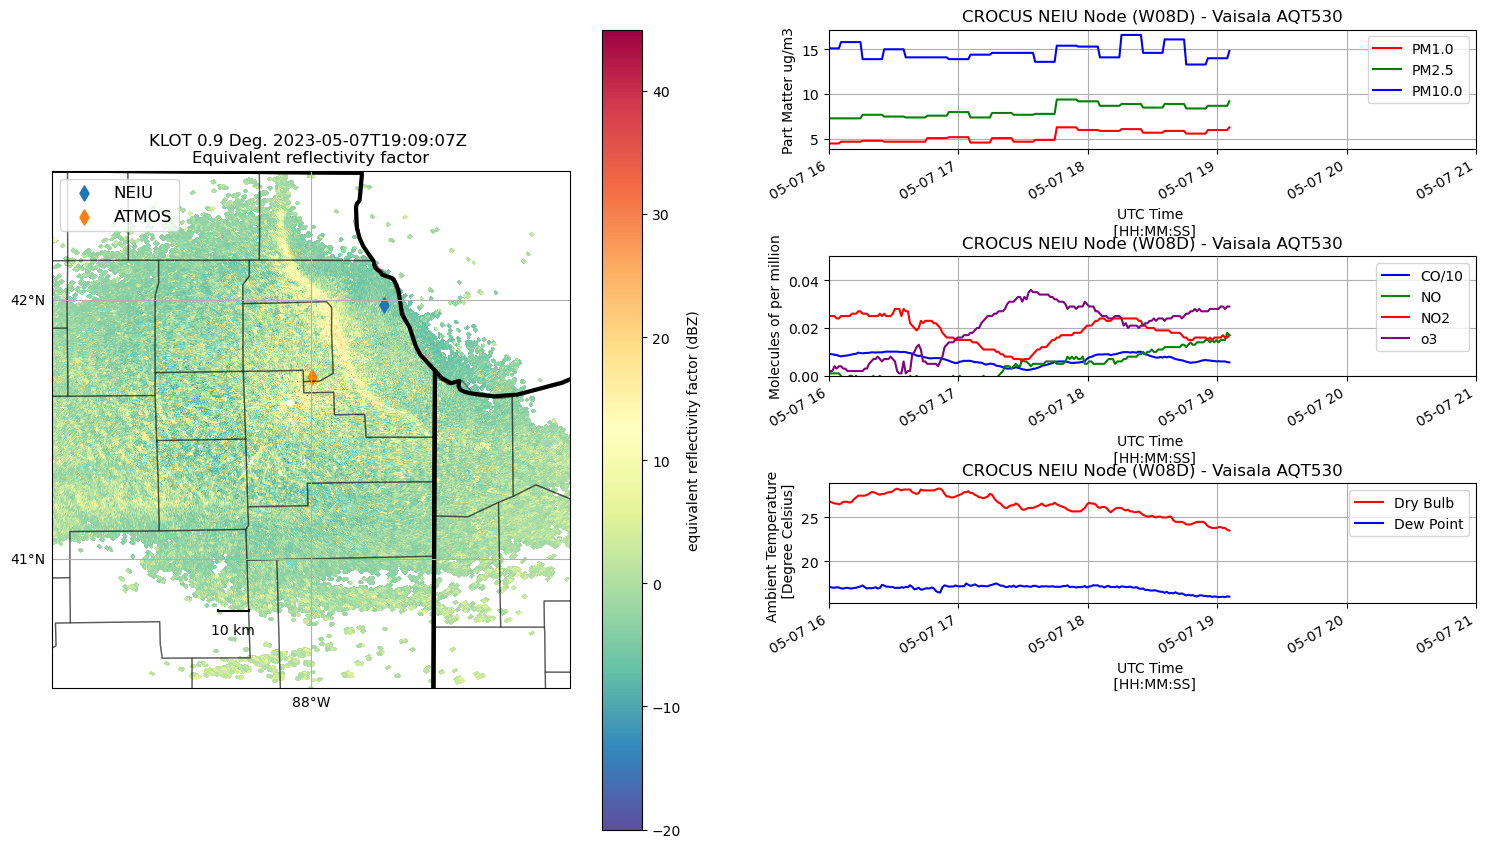 KLOT 0.9 Deg. 2023-05-07T19:09:07Z
Equivalent reflectivity factor
NEIU
ATMOS
42°N
41°N
88°W
10 km
40
30
20
10
0
−10
−20
equivalent reflectivity factor (dBZ)
CROCUS NEIU Node (W08D) - Vaisala AQT530
Part Matter ug/m3
15
10
5
PM1.0
PM2.5
PM10.0
05-07 16
05-07 17
05-07 18
05-07 19
05-07 20
05-07 21
UTC Time
[HH:MM:SS]
CROCUS NEIU Node (W08D) - Vaisala AQT530
Molecules of per million
0.04
0.02
0.00
CO/10
NO
NO2
o3
05-07 16
05-07 17
05-07 18
05-07 19
05-07 20
05-07 21
UTC Time
[HH:MM:SS]
CROCUS NEIU Node (W08D) - Vaisala AQT530
Ambient Temperature
[Degree Celsius]
25
20
Dry Bulb
Dew Point
05-07 16
05-07 17
05-07 18
05-07 19
05-07 20
05-07 21
UTC Time
[HH:MM:SS]